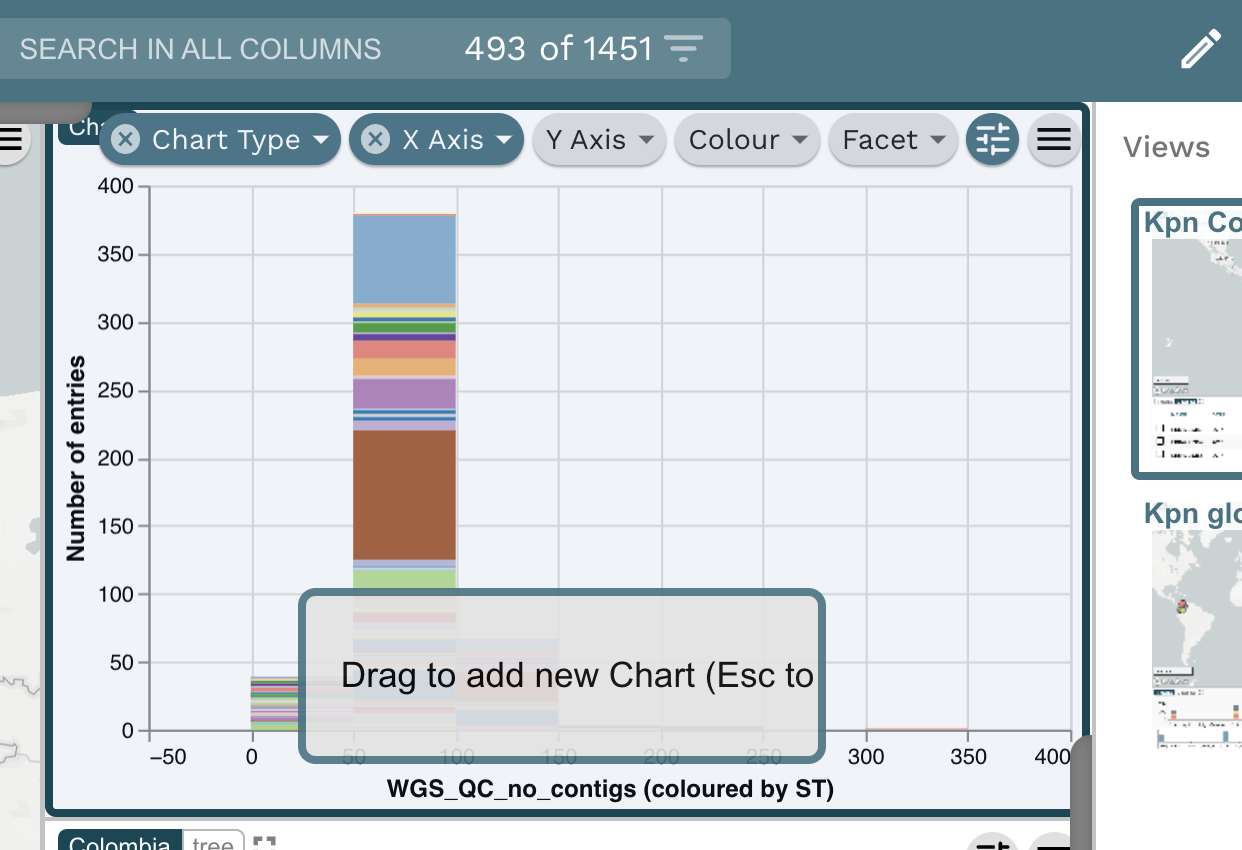 SEARCH IN ALL COLUMNS 493 of 1451
Chart Type X Axis Y Axis Colour Facet
Views
400
350
300
250
200
150
100
50
0
Number of entries
−50 0 50 100 150 200 250 300 350 400
WGS_QC_no_contigs (coloured by ST)
Drag to add new Chart (Esc to
Kpn Co
Kpn glo
Colombia tree